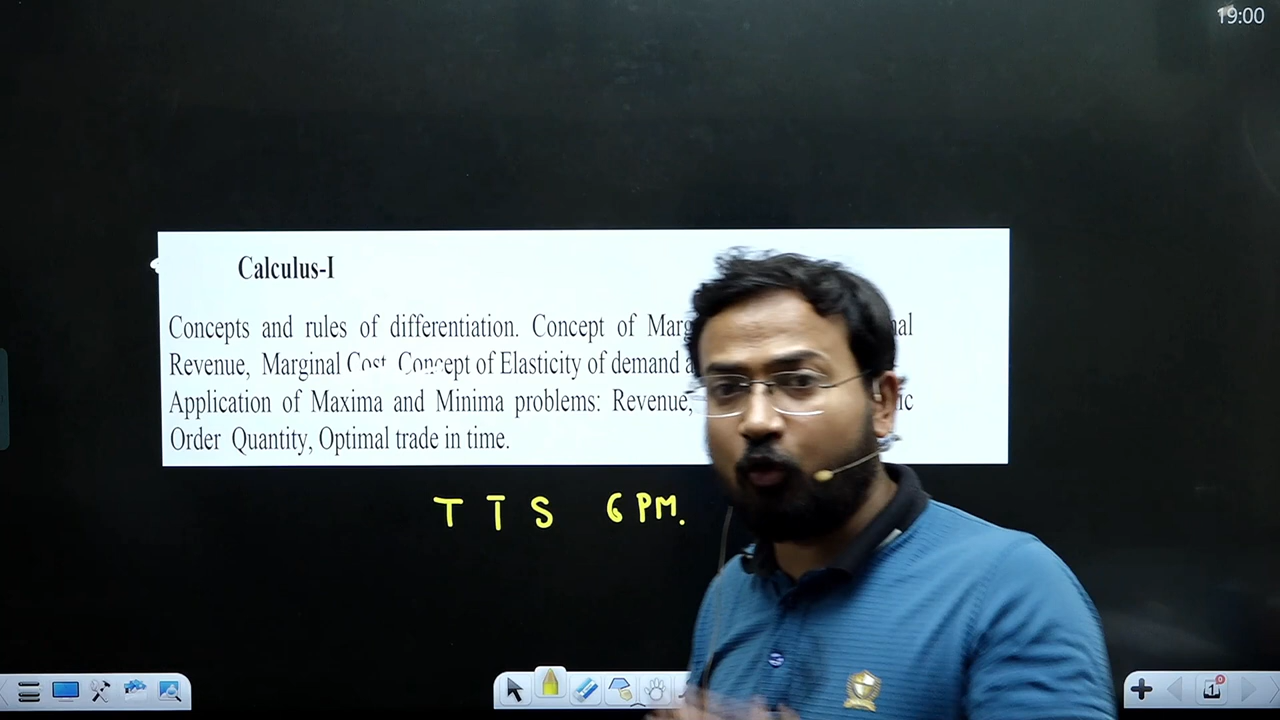 19:00
Calculus-I
Concepts and rules of differentiation. Concept of
Revenue, Marginal Cost. Concept of Elasticity of demand
Application of Maxima and Minima problems: Revenue,
Order Quantity, Optimal trade in time.
T T S 6 PM.
1